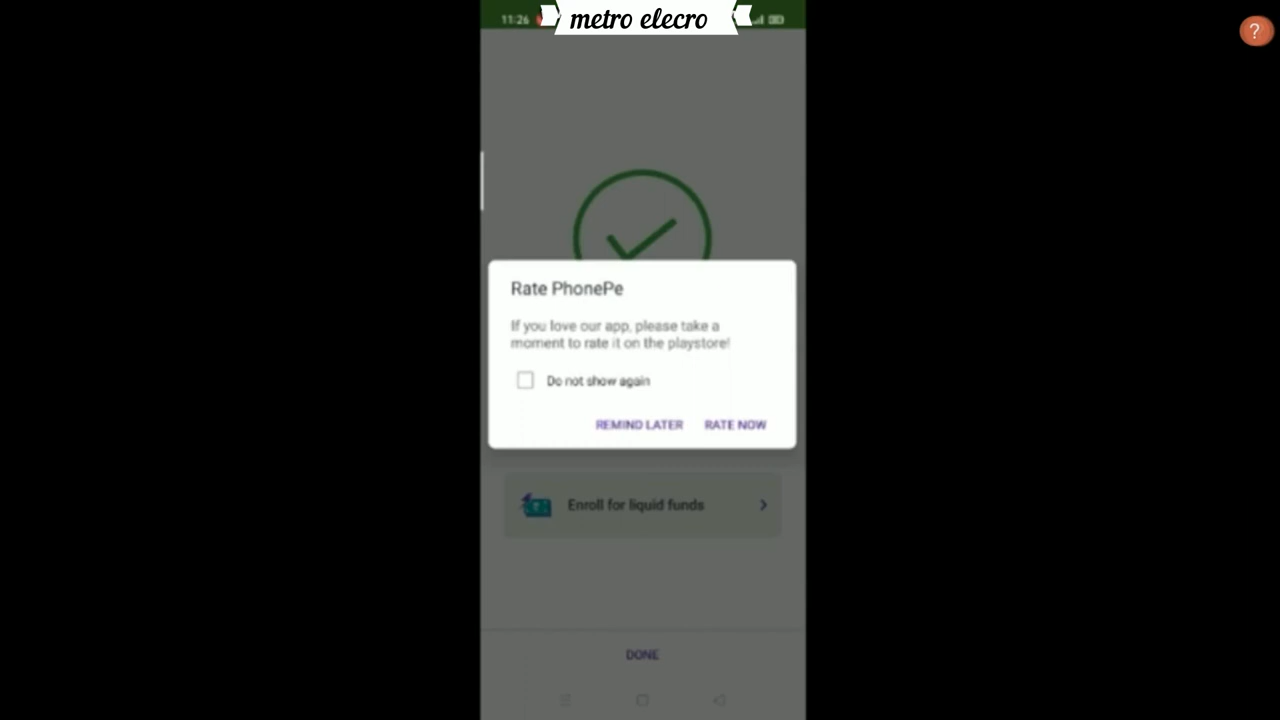 11:26
metro elecro
?
Rate PhonePe
If you love our app, please take a
moment to rate it on the playstore!
Do not show again
REMIND LATER RATE NOW
Enroll for liquid funds
DONE